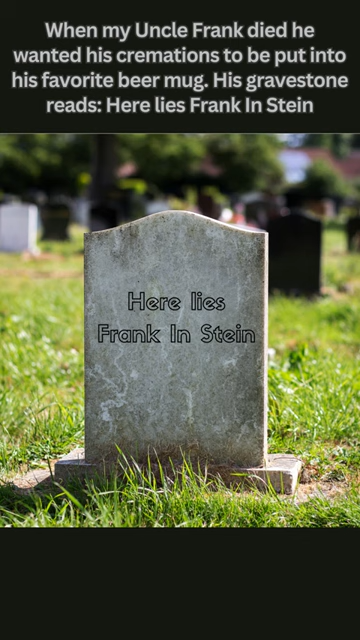 When my Uncle Frank died he
wanted his cremations to be put into
his favorite beer mug. His gravestone
reads: Here lies Frank In Stein
Here lies
Frank In Stein